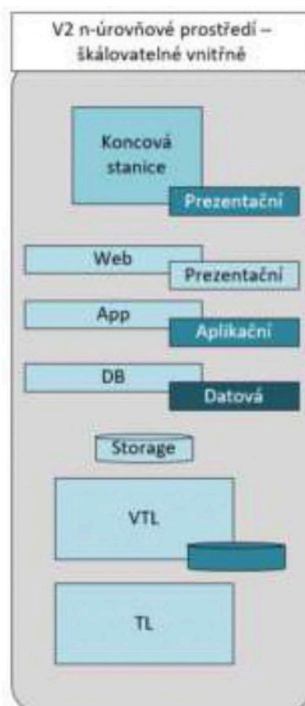 V2 n-úrovňové prostředí –
škálovatelné vnitřně
Koncová
stanice
Prezentační
Web
Prezentační
App
Aplikační
DB
Datová
Storage
VTL
TL